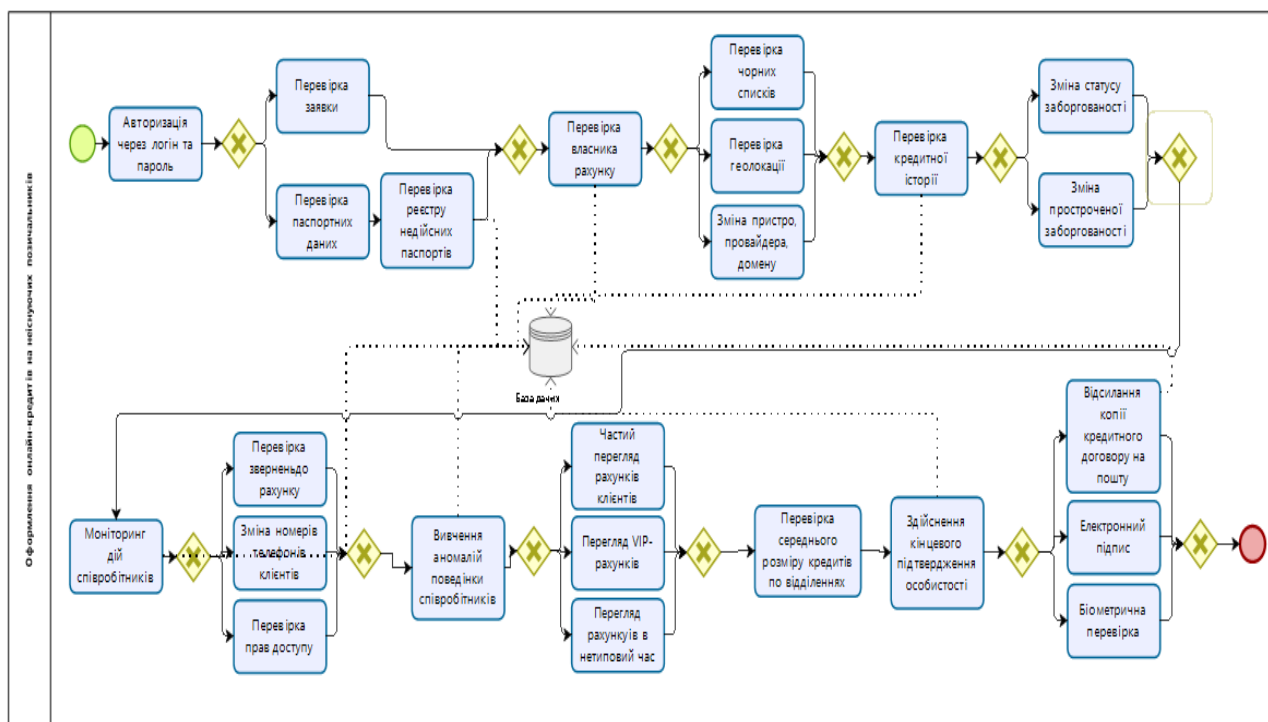 Оформлення онлайн-кредитів на неіснуючих позичальників
Авторизація
через логін та
пароль
Перевірка
заявки
Перевірка
паспортних
даних
Перевірка
реєстру
недійсних
паспортів
Перевірка
власника
рахунку
Перевірка
чорних
списків
Перевірка
геолокації
Зміна пристро,
провайдера,
домену
Перевірка
кредитної
історії
Зміна статусу
заборгованості
Зміна
простроченої
заборгованості
База даних
Моніторинг
дій
співробітників
Перевірка
зверненьдо
рахунку
Зміна номерів
телефонів
клієнтів
Перевірка
прав доступу
Вивчення
аномалій
поведінки
співробітників
Частий
перегляд
рахунків
клієнтів
Перегляд VIP-
рахунків
Перегляд
рахункуів в
нетиповий час
Перевірка
середнього
розміру кредитів
по відділеннях
Здійснення
кінцевого
підтвердження
особистості
Відсилання
копії
кредитного
договору на
пошту
Електронний
підпис
Біометрична
перевірка